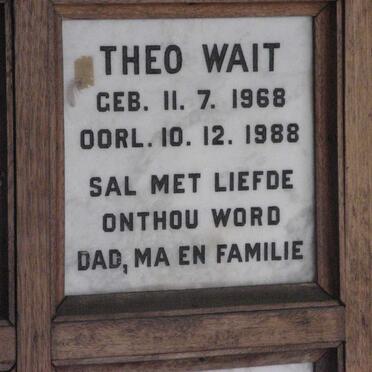 THEO WAIT
GEB. 11. 7. 1968
OORL. 10. 12. 1988
SAL MET LIEFDE
ONTHOU WORD
DAD, MA EN FAMILIE